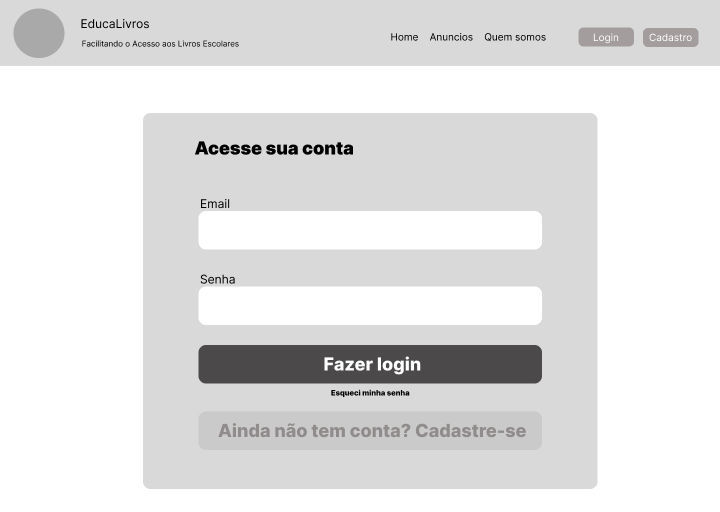 EducaLivros
Facilitando o Acesso aos Livros Escolares
Home Anuncios Quem somos Login Cadastro
Acesse sua conta
Email
Senha
Fazer login
Esqueci minha senha
Ainda não tem conta? Cadastre-se